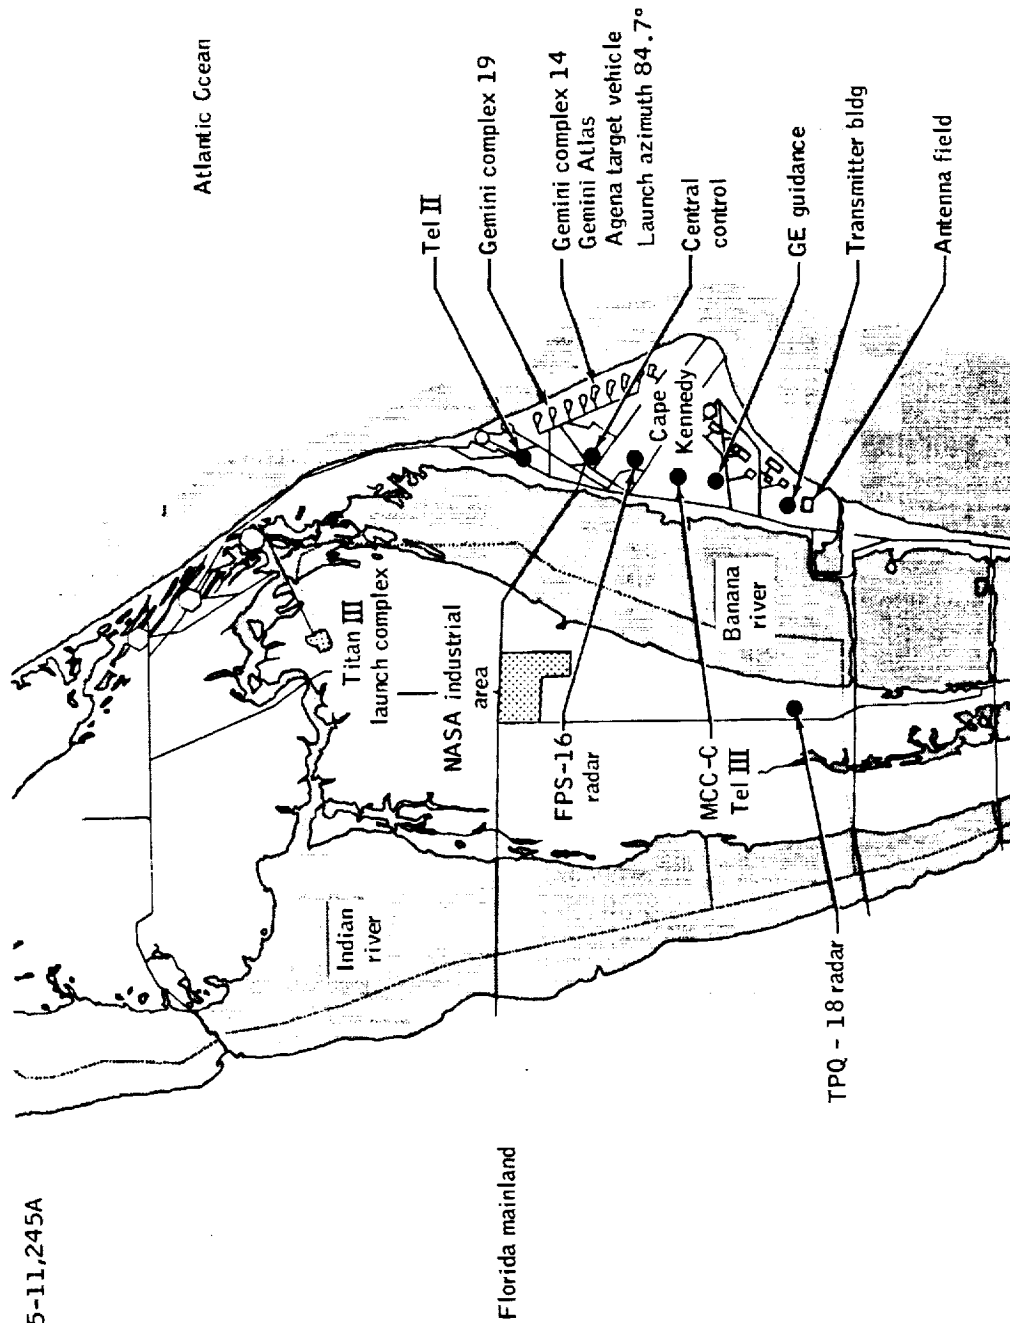 5-11,245A
Atlantic Ccean
Tel II
Gemini complex 19
Gemini complex 14
Gemini Atlas
Agena target vehicle
Launch azimuth 84.7°
Central
control
GE guidance
Transmitter bldg
Antenna field
Cape
Kennedy
Titan III
launch complex
NASA industrial
area
Banana
river
FPS-16
radar
MCC-C
Tel III
Indian
river
TPQ - 18 radar
Florida mainland